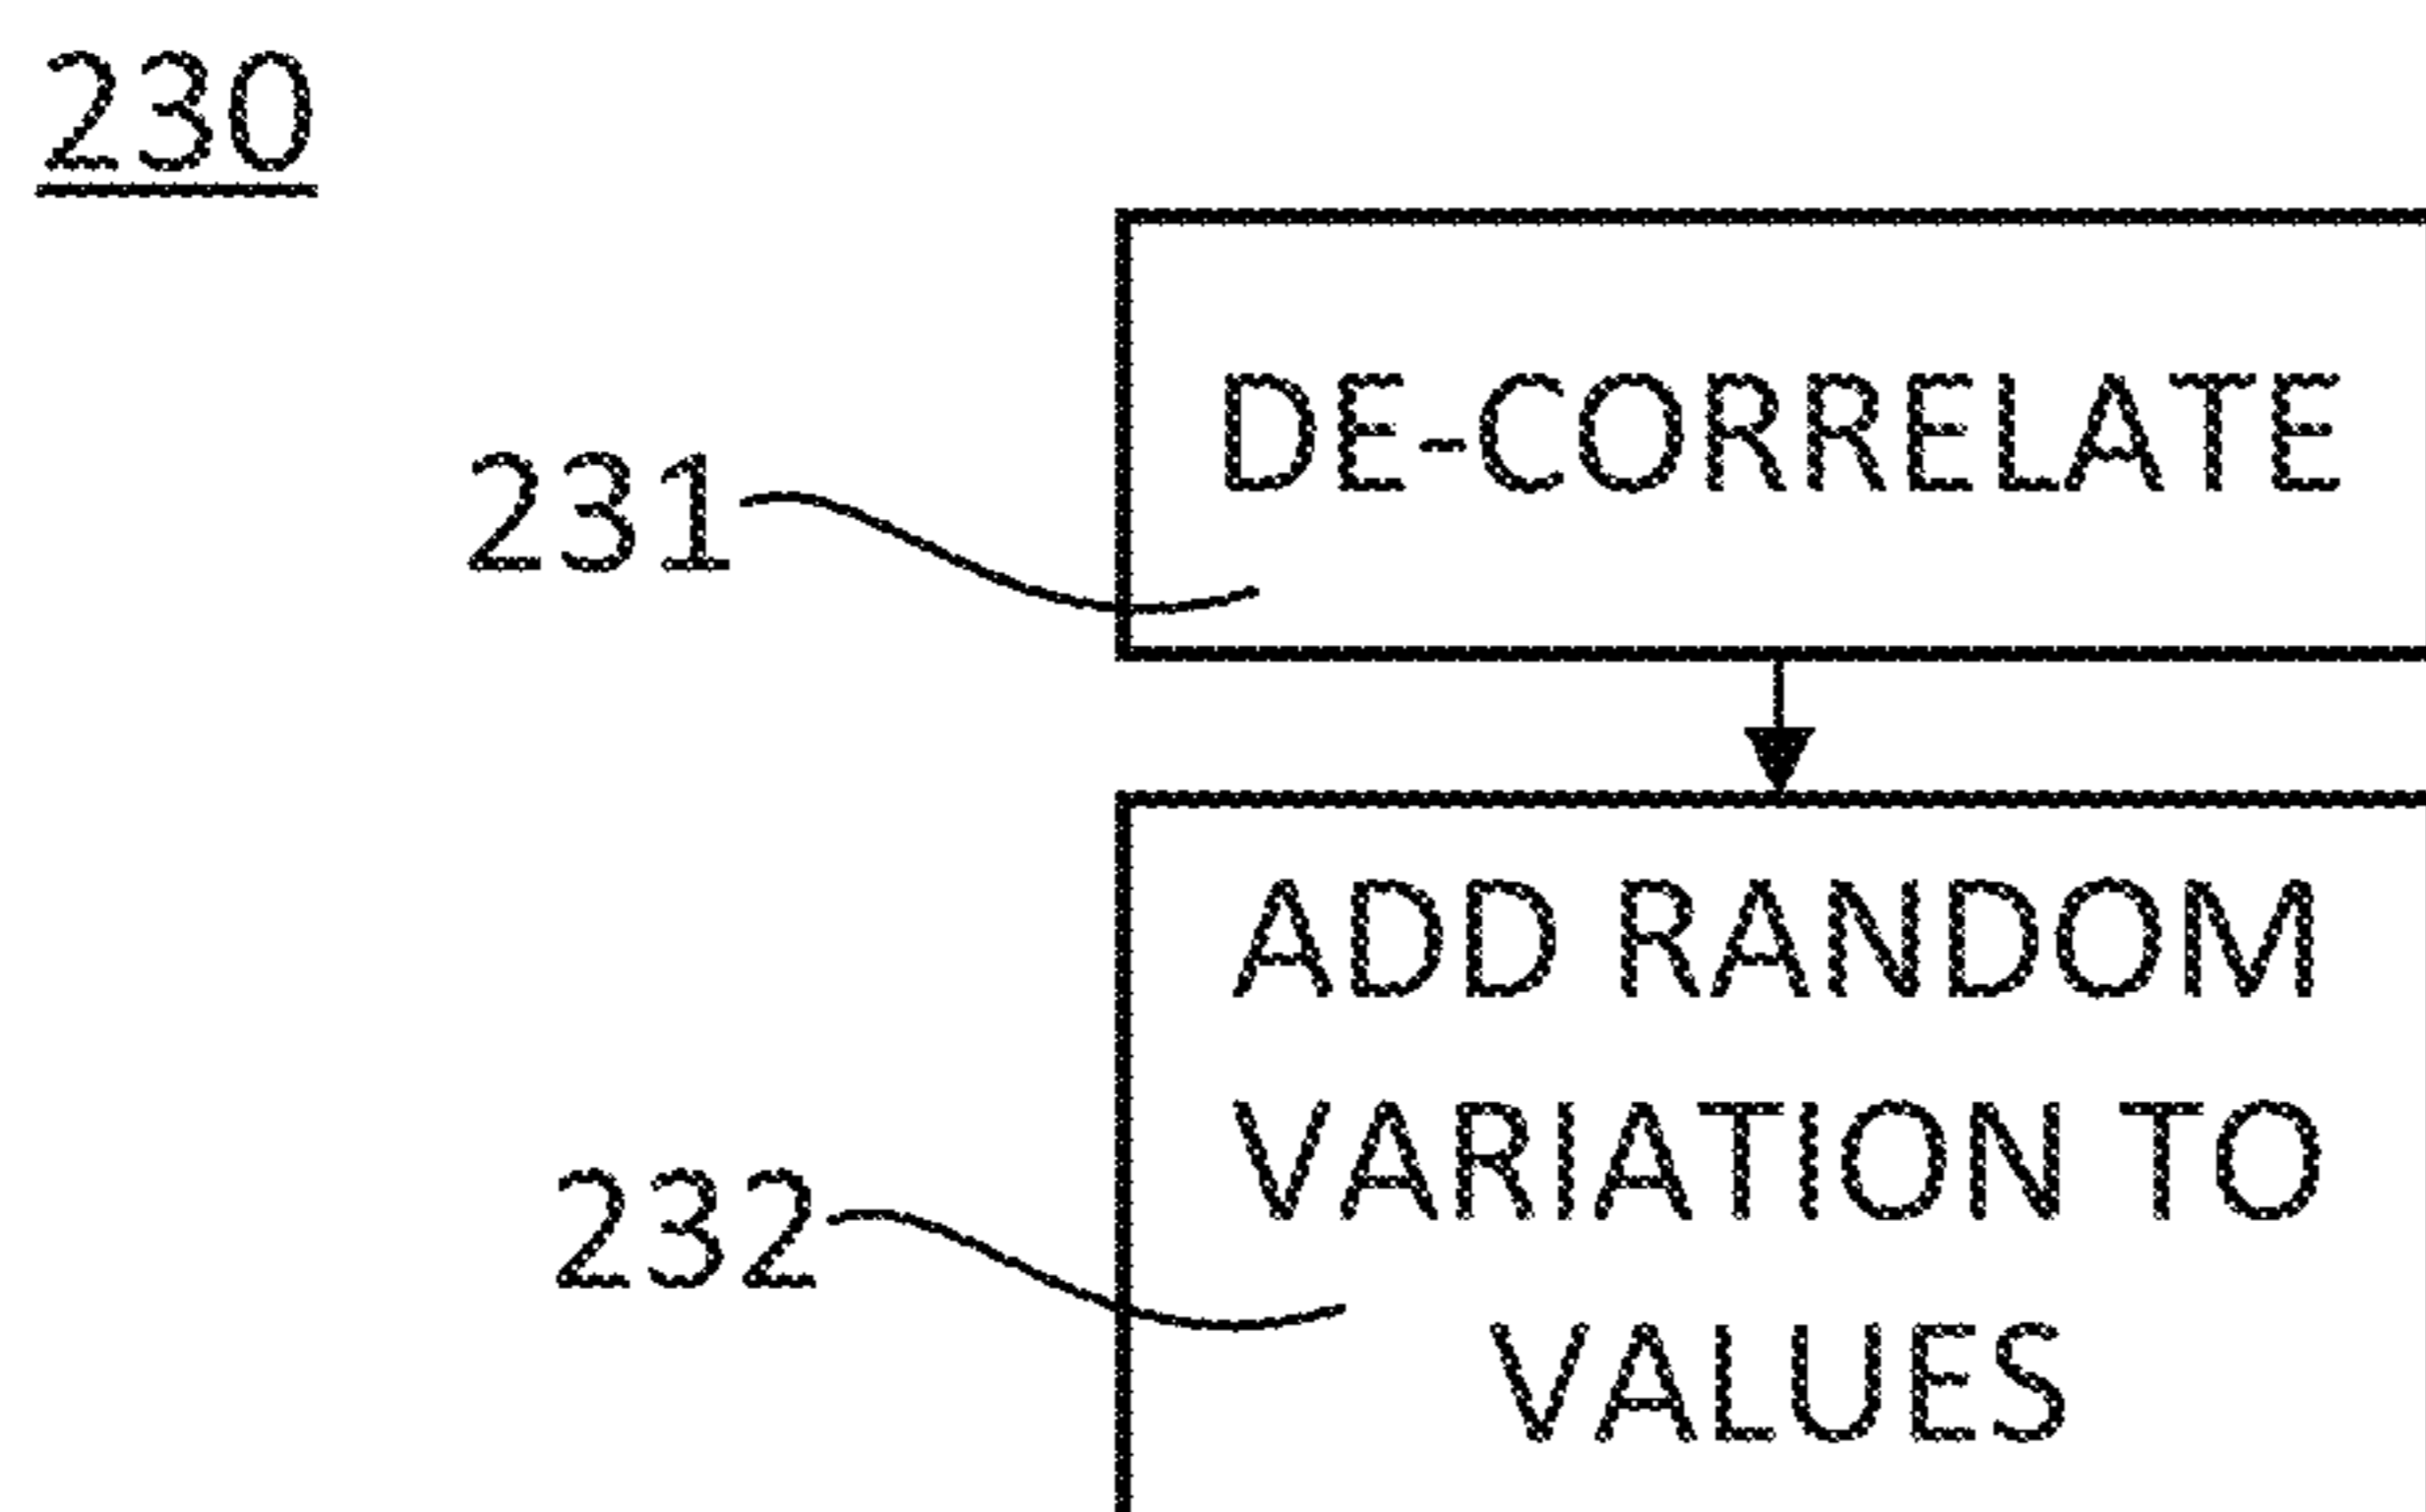 230
DE-CORRELATE
231
ADD RANDOM
VARIATION TO
232
VALUES